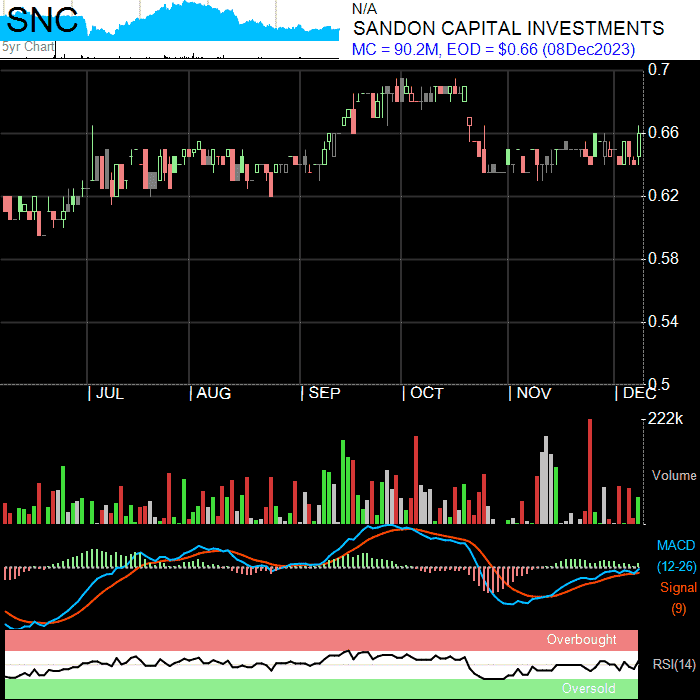 SNC
5yr Chart
N/A
SANDON CAPITAL INVESTMENTS
MC = 90.2M, EOD = $0.66 (08Dec2023)
0.7
0.66
0.62
0.58
0.54
0.5
JUL AUG SEP OCT NOV DEC
222k
Volume
MACD
(12-26)
Signal
(9)
Overbought
RSI(14)
Oversold